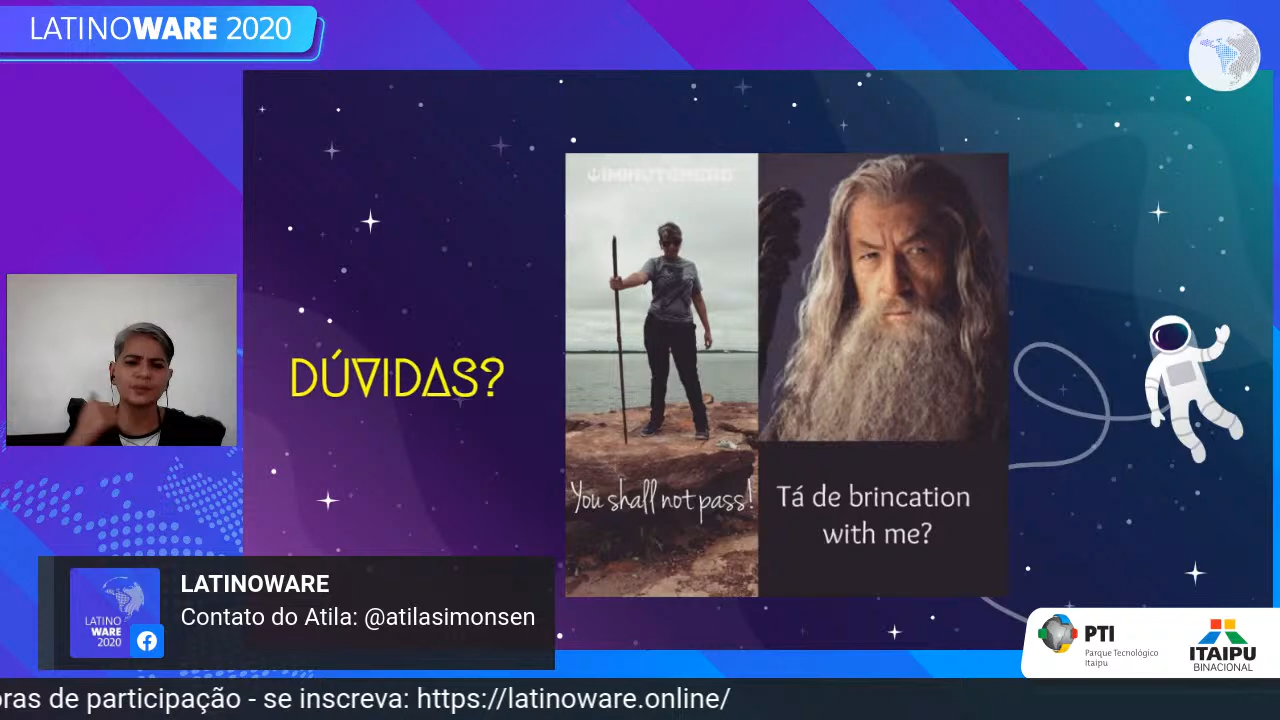 LATINOWARE 2020
DÚVIDAS?
You shall not pass!
Tá de brincation
with me?
LATINO
WARE
2020
LATINOWARE
Contato do Atila: @atilasimonsen
PTI
Parque Tecnológico
Itaipu
ITAIPU
BINACIONAL
oras de participação - se inscreva: https://latinoware.online/